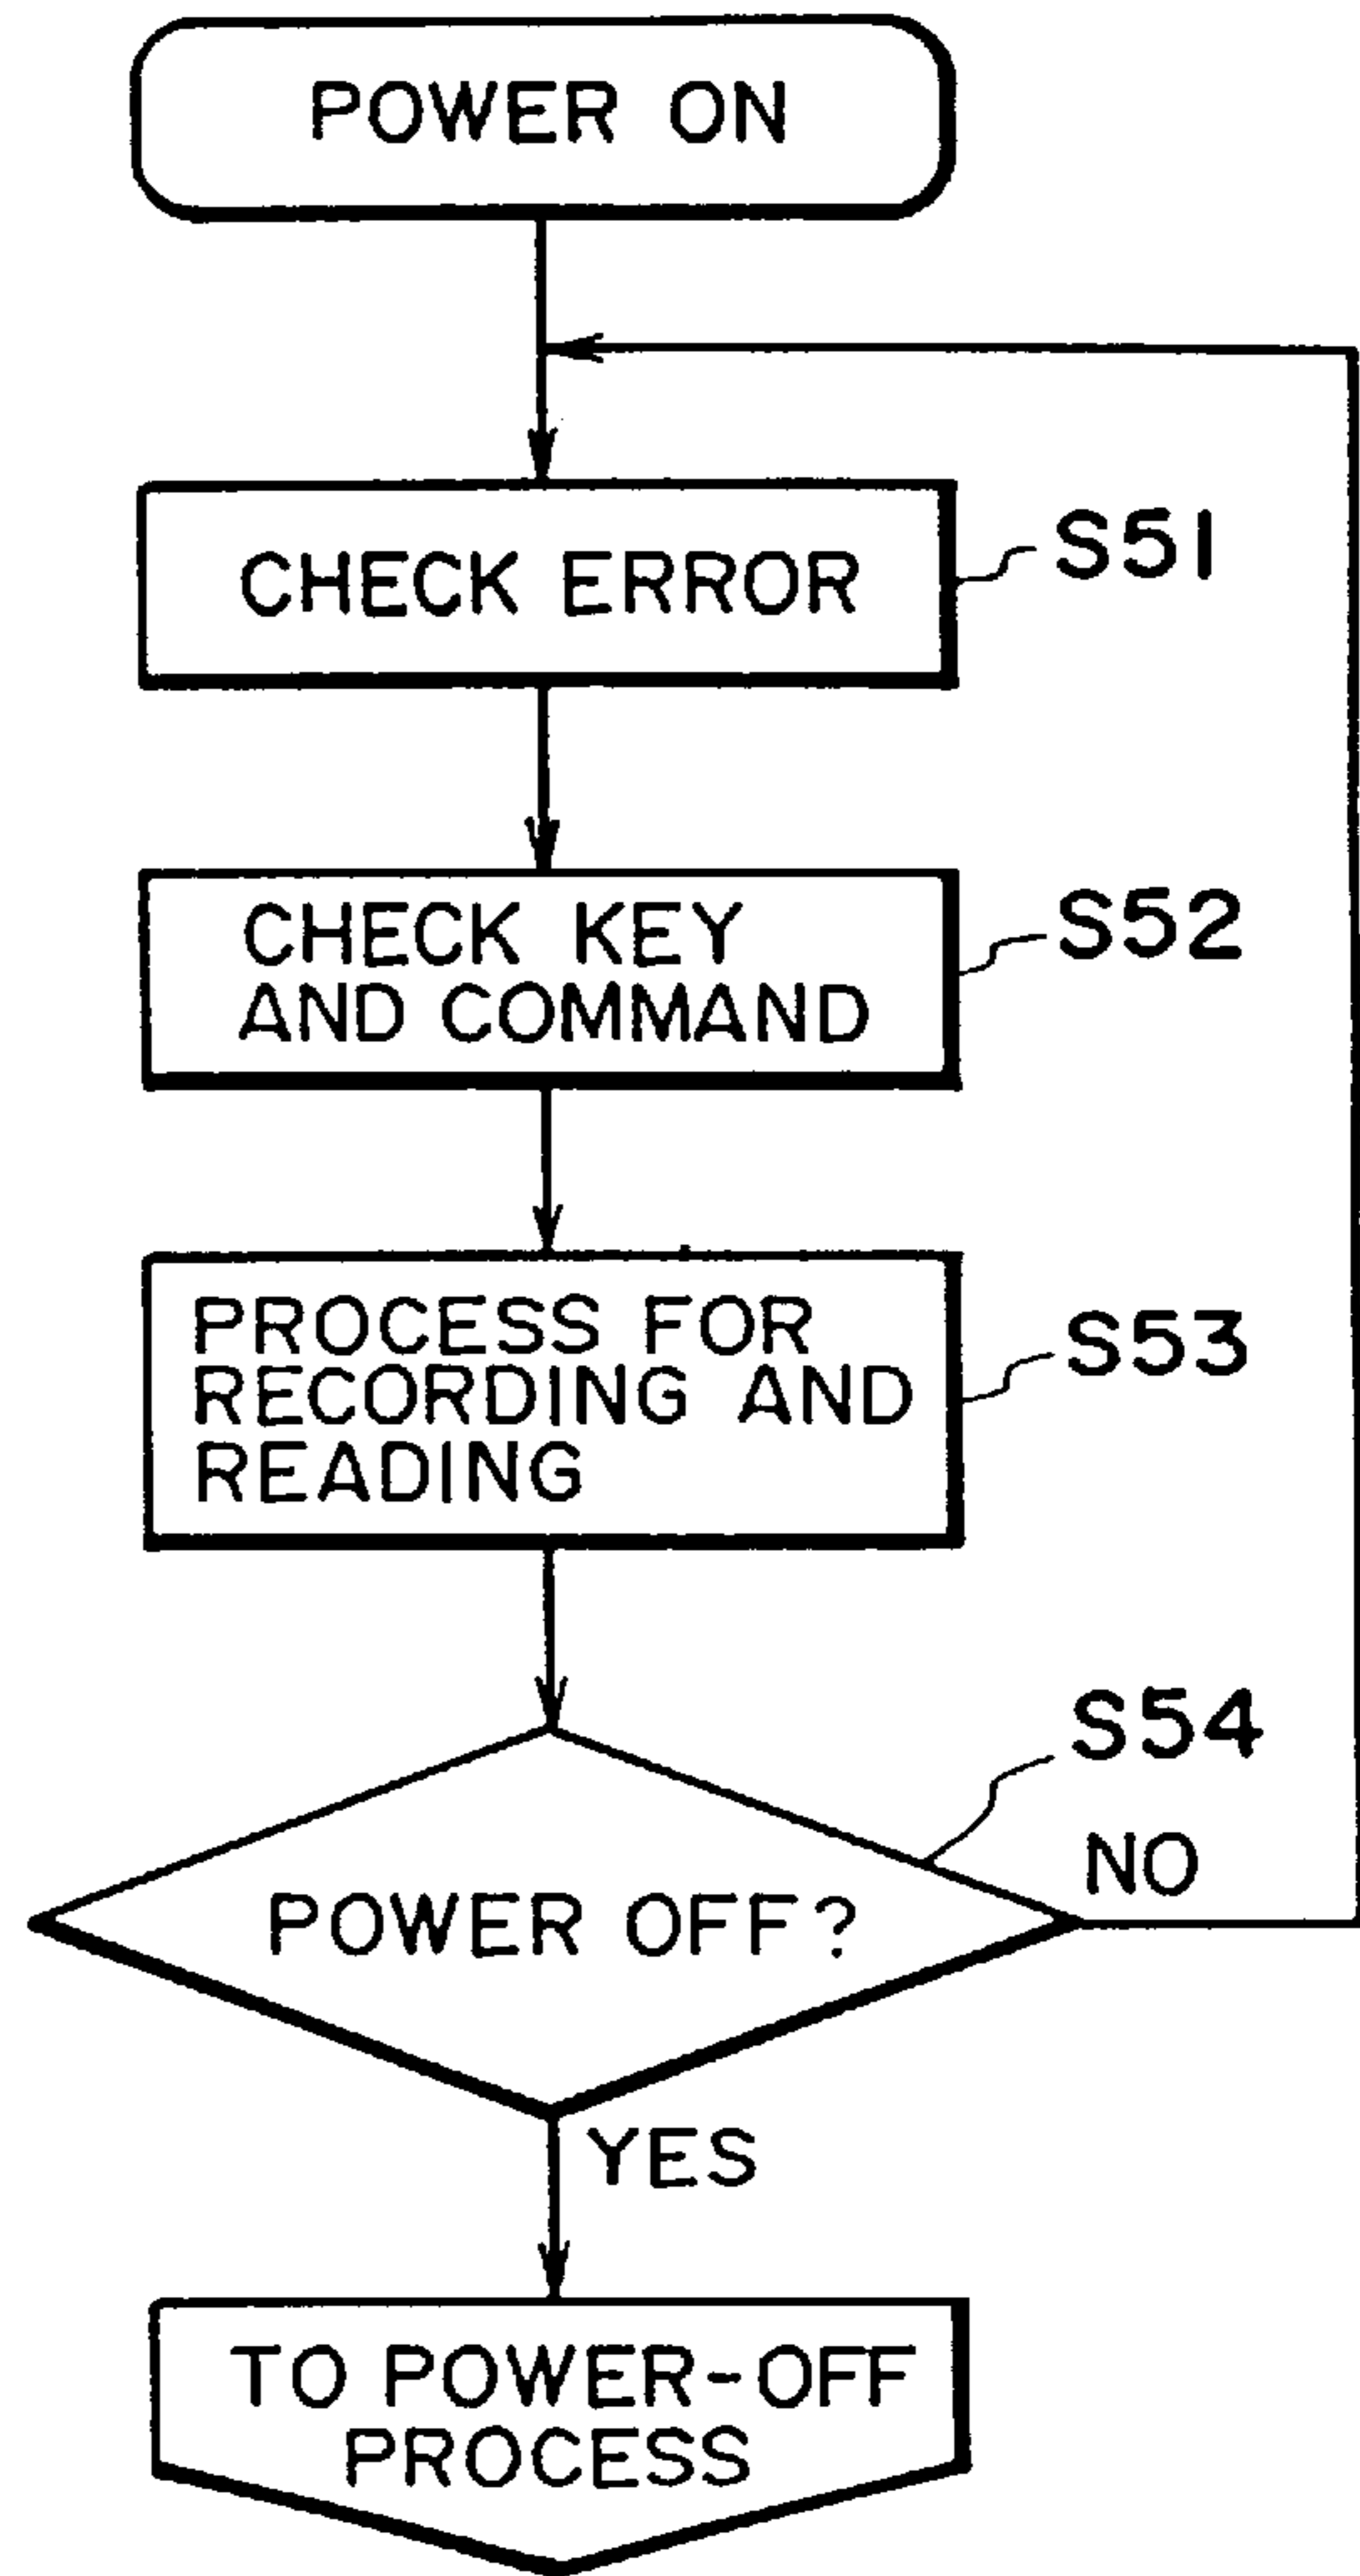 POWER ON
CHECK ERROR
S51
CHECK KEY
AND COMMAND
S52
PROCESS FOR
RECORDING AND
READING
S53
S54
POWER OFF?
NO
YES
TO POWER-OFF
PROCESS